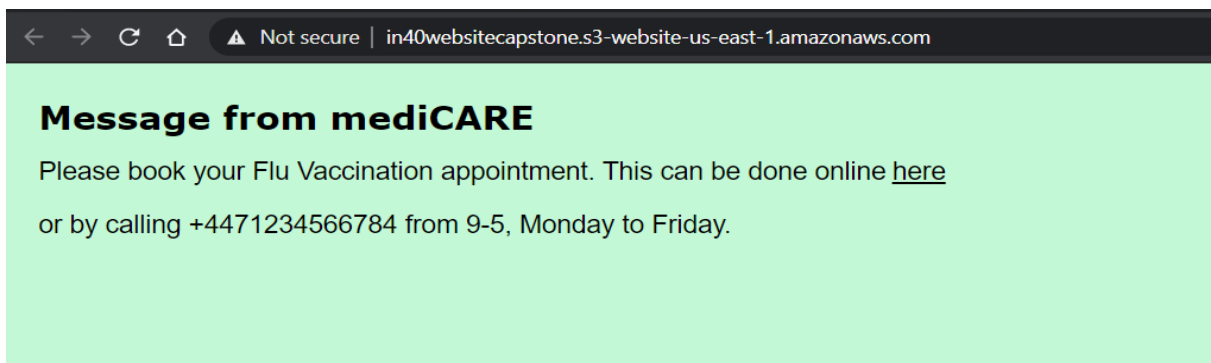 Not secure | in40websitecapstone.s3-website-us-east-1.amazonaws.com
Message from mediCARE
Please book your Flu Vaccination appointment. This can be done online here
or by calling +4471234566784 from 9-5, Monday to Friday.